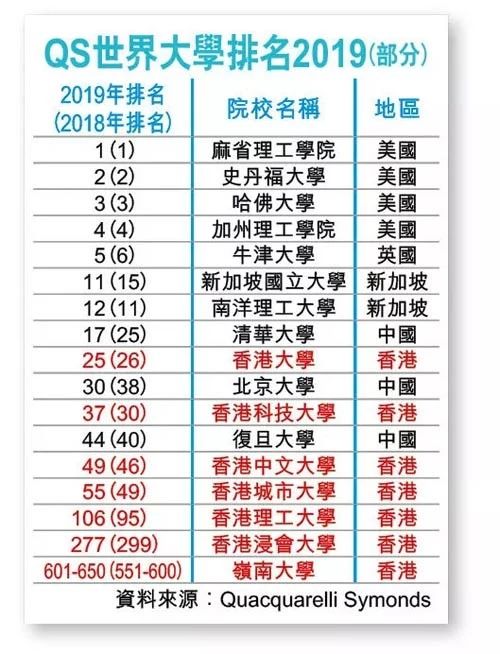 QS世界大學排名2019(部分)
2019年排名
(2018年排名) 院校名稱 地區
1(1) 麻省理工學院 美國
2(2) 史丹福大學 美國
3(3) 哈佛大學 美國
4(4) 加州理工學院 美國
5(6) 牛津大學 英國
11(15) 新加坡國立大學 新加坡
12(11) 南洋理工大學 新加坡
17(25) 清華大學 中國
25(26) 香港大學 香港
30(38) 北京大學 中國
37(30) 香港科技大學 香港
44(40) 復旦大學 中國
49(46) 香港中文大學 香港
55(49) 香港城市大學 香港
106(95) 香港理工大學 香港
277(299) 香港浸會大學 香港
601-650(551-600) 嶺南大學 香港
資料來源：Quacquarelli Symonds